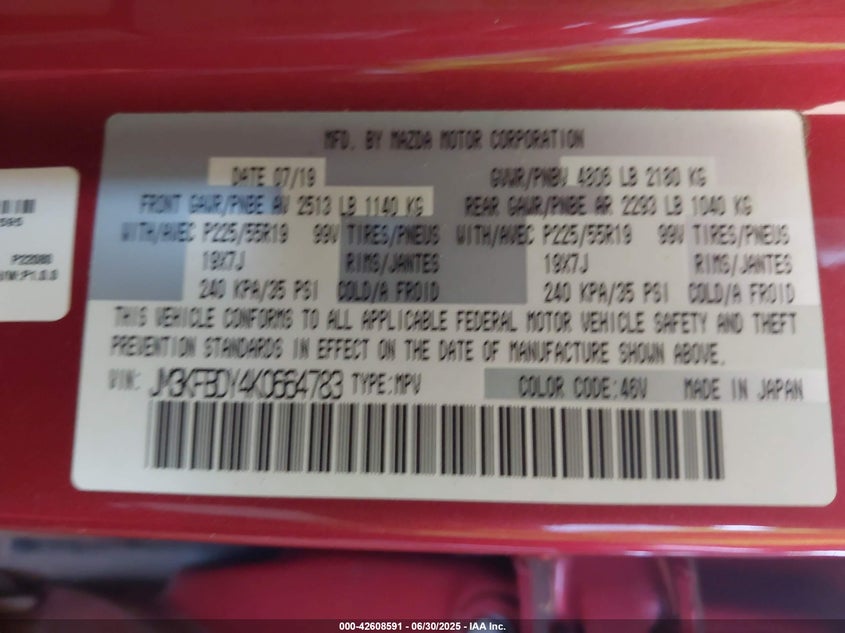 MFD. BY MAZDA MOTOR CORPORATION
DATE 07/19 GVWR/PNBV 4806 LB 2180 KG
FRONT GAWR/PNBE AV 2513 LB 1140 KG REAR GAWR/PNBE AR 2293 LB 1040 KG
WITH/AVEC P225/55R19 99V TIRES/PNEUS WITH/AVEC P225/55R19 99V TIRES/PNEUS
19X7J RIMS/JANTES 19X7J RIMS/JANTES
240 KPA/35 PSI COLD/A FROID 240 KPA/35 PSI COLD/A FROID
THIS VEHICLE CONFORMS TO ALL APPLICABLE FEDERAL MOTOR VEHICLE SAFETY AND THEFT
PREVENTION STANDARDS IN EFFECT ON THE DATE OF MANUFACTURE SHOWN ABOVE.
VIN: JM3KFBDY4K0664783 TYPE:MPV COLOR CODE:46V MADE IN JAPAN
P22080
000-42608591 - 06/30/2025 - IAA Inc.